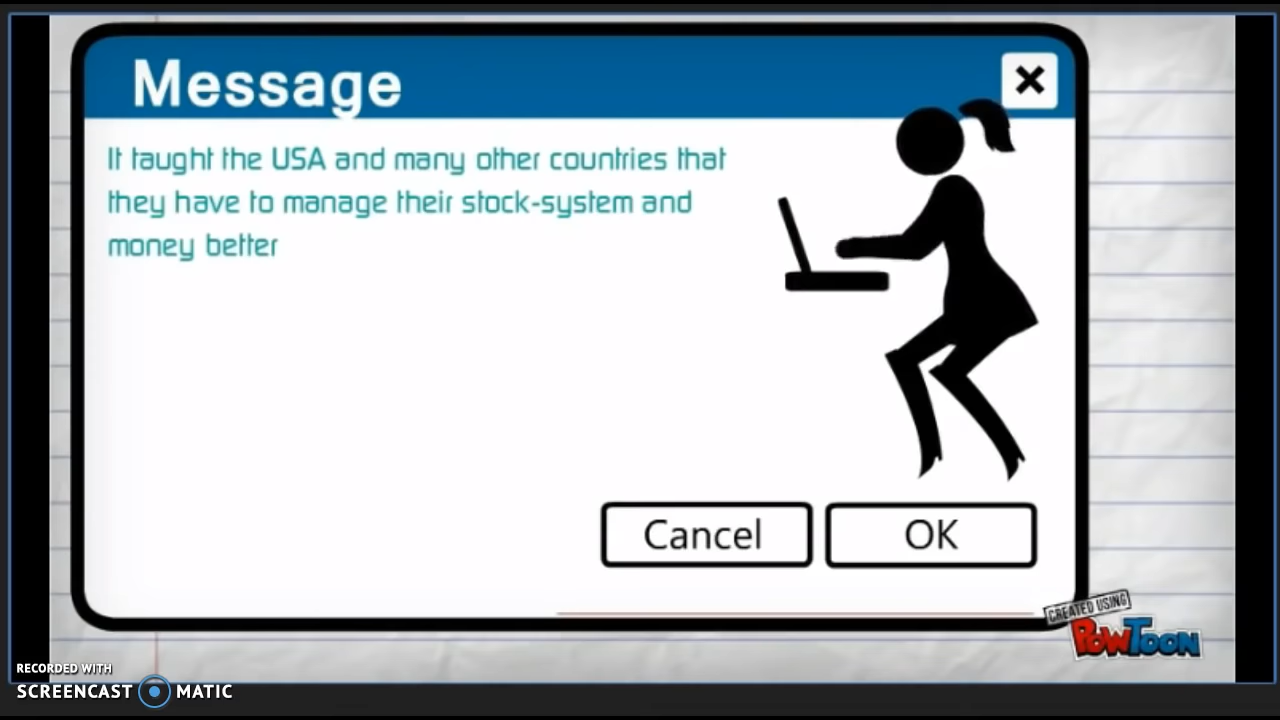 Message
It taught the USA and many other countries that
they have to manage their stock-system and
money better
Cancel
OK
CREATED USING
POWTOON
RECORDED WITH
SCREENCAST MATIC